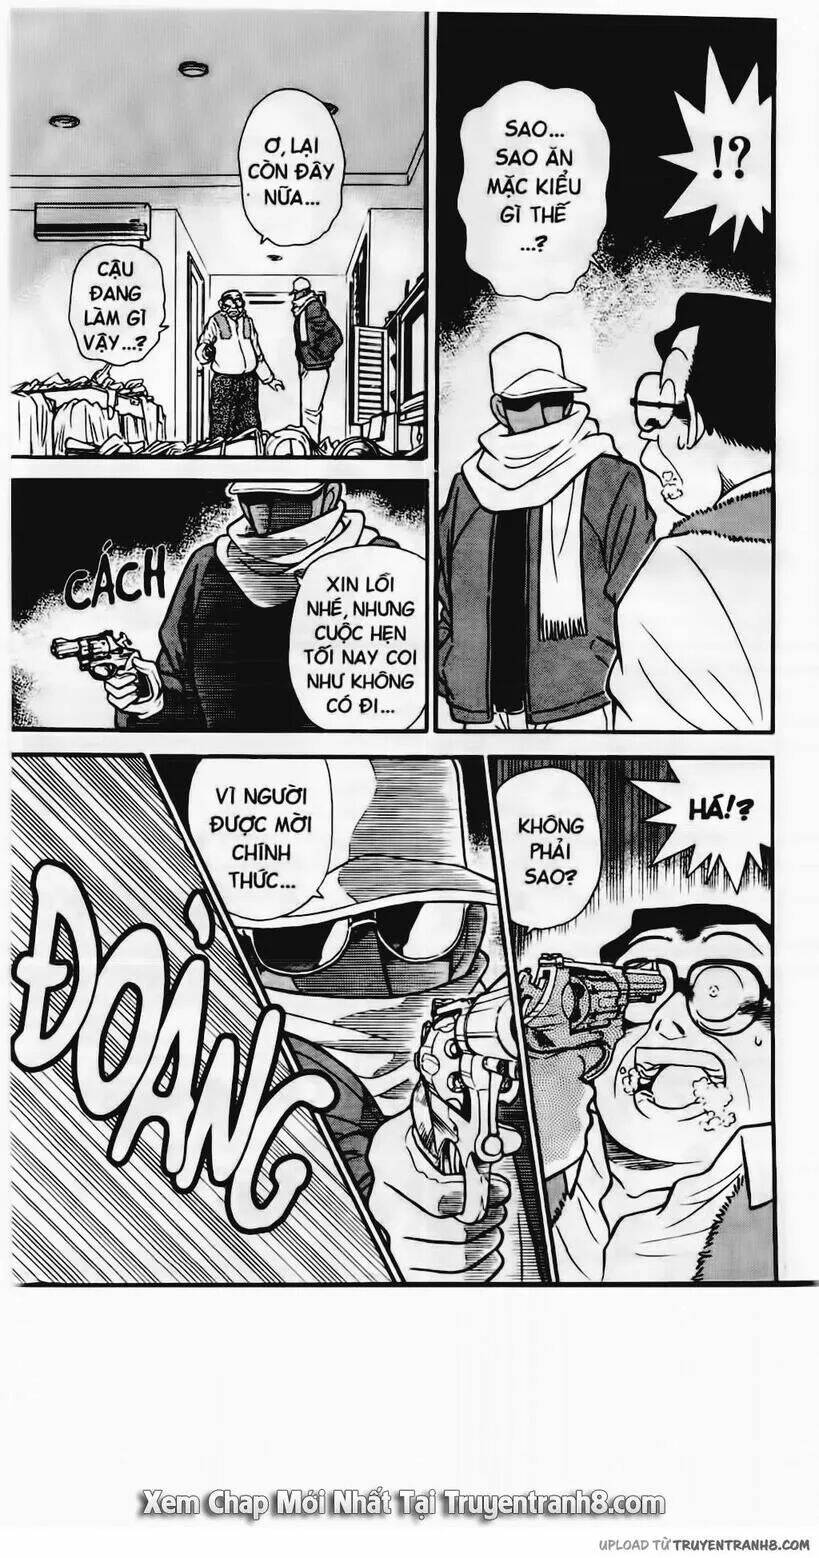 !?
SAO...
SAO ĂN
MẶC KIỂU
GÌ THẾ
...?
Ơ, LẠI
CÒN ĐÂY
NỮA...
CẬU
ĐANG
LÀM GÌ
VẬY...?
CÁCH
XIN LỒI
NHÉ, NHƯNG
CUỘC HẸN
TỐI NAY COI
NHƯ KHÔNG
CÓ ĐI...
HÁ!?
KHÔNG
PHẢI
SAO?
VÌ NGƯỜI
ĐƯỢC MỜI
CHÍNH
THỨC...
ĐOẢNG
Xem Chap Mới Nhất Tại Truyentranh8.com
UPLOAD TỪ TRUYENTRANH8.COM